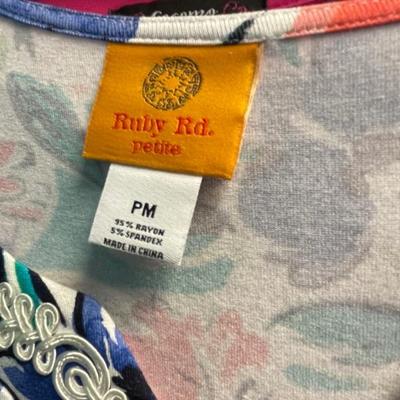 Ruby Rd.
petite
PM
95% RAYON
5% SPANDEX
MADE IN CHINA